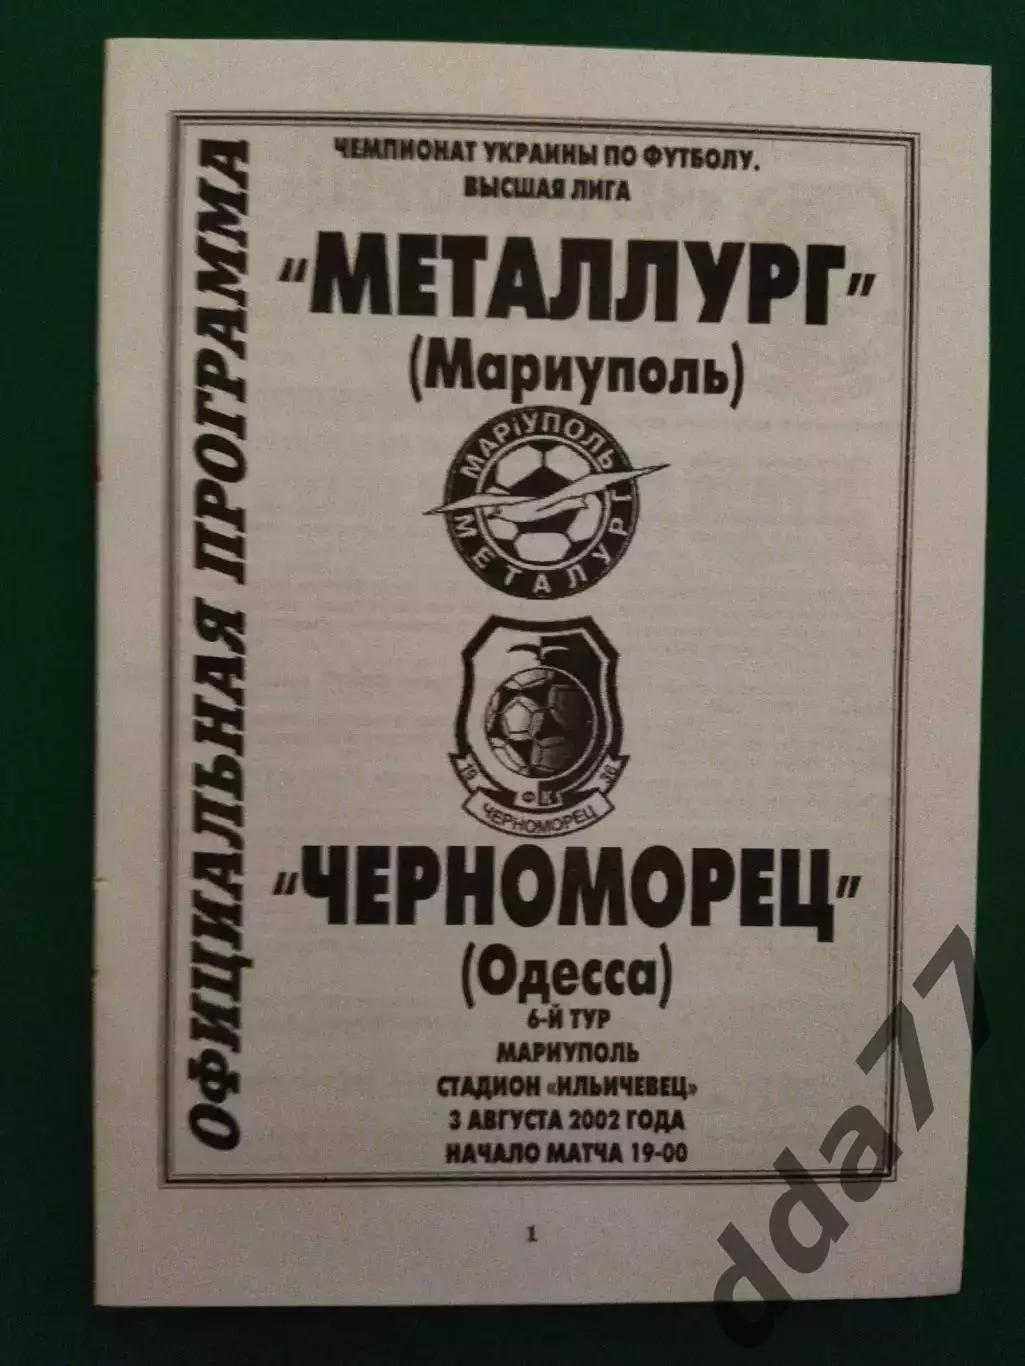 ОФИЦИАЛЬНАЯ ПРОГРАММА
ЧЕМПИОНАТ УКРАИНЫ ПО ФУТБОЛУ.
ВЫСШАЯ ЛИГА
"МЕТАЛЛУРГ"
(Мариуполь)
МАРІУПОЛЬ
МЕТАЛУРГ
19 36
ФК
ЧЕРНОМОРЕЦ
"ЧЕРНОМОРЕЦ"
(Одесса)
6-Й ТУР
МАРИУПОЛЬ
СТАДИОН «ИЛЬИЧЕВЕЦ»
3 АВГУСТА 2002 ГОДА
НАЧАЛО МАТЧА 19-00
1
dda77